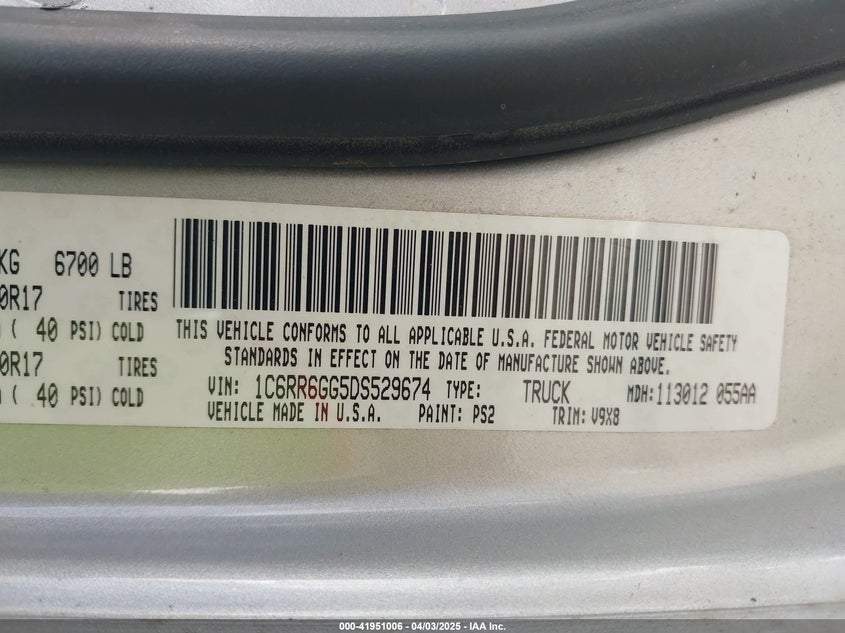 KG 6700 LB
0R17 TIRES
( 40 PSI) COLD
0R17 TIRES
( 40 PSI) COLD
THIS VEHICLE CONFORMS TO ALL APPLICABLE U.S.A. FEDERAL MOTOR VEHICLE SAFETY
STANDARDS IN EFFECT ON THE DATE OF MANUFACTURE SHOWN ABOVE.
VIN: 1C6RR6GG5DS529674 TYPE: TRUCK MDH:113012 055AA
VEHICLE MADE IN U.S.A. PAINT: PS2 TRIM: V9X8
000-41951006 - 04/03/2025 - IAA Inc.